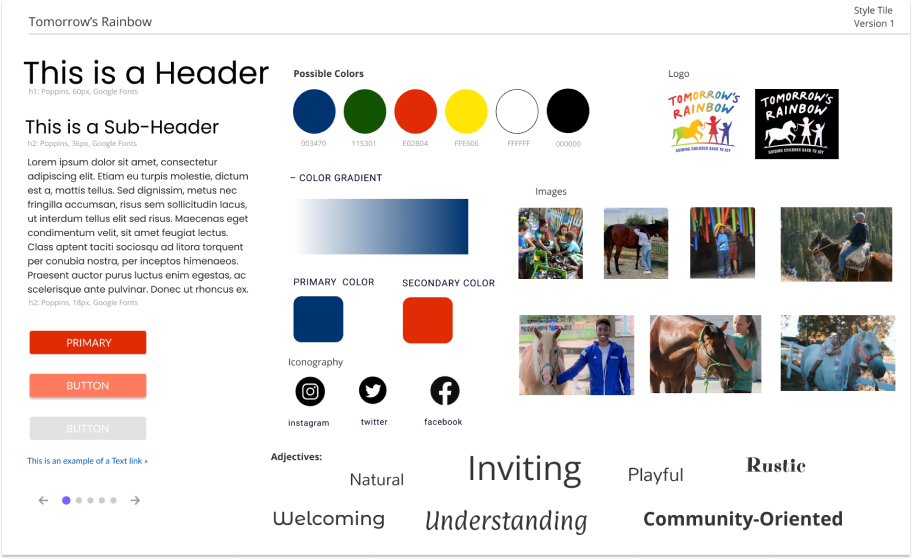 Tomorrow's Rainbow
Style Tile
Version 1
This is a Header
h1: Poppins, 60px, Google Fonts
This is a Sub-Header
h2: Poppins, 36px, Google Fonts
Lorem ipsum dolor sit amet, consectetur
adipiscing elit. Etiam eu turpis molestie, dictum
est a, mattis tellus. Sed dignissim, metus nec
fringilla accumsan, risus sem sollicitudin lacus,
ut interdum tellus elit sed risus. Maecenas eget
condimentum velit, sit amet feugiat lectus.
Class aptent taciti sociosqu ad litora torquent
per conubia nostra, per inceptos himenaeos.
Praesent auctor purus luctus enim egestas, ac
scelerisque ante pulvinar. Donec ut rhoncus ex.
h2: Poppins, 18px, Google Fonts
PRIMARY
BUTTON
BUTTON
This is an example of a Text link »
Possible Colors
003470
115301
E02B04
FFE606
FFFFFF
000000
– COLOR GRADIENT
PRIMARY COLOR
SECONDARY COLOR
Iconography
instagram
twitter
facebook
Logo
TOMORROW'S
RAINBOW
GUIDING CHILDREN BACK TO JOY
TOMORROW'S
RAINBOW
GUIDING CHILDREN BACK TO JOY
Images
Adjectives:
Natural
Inviting
Playful
Rustic
Welcoming
Understanding
Community-Oriented